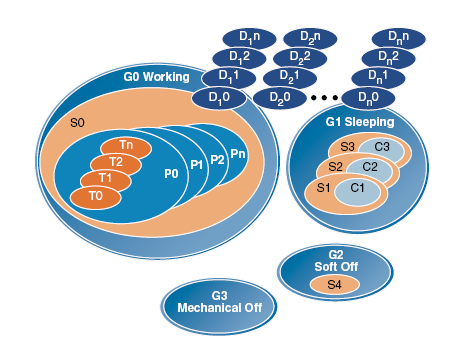 D₁n D₂n Dₙn
D₁2 D₂2 Dₙ2
D₁1 D₂1 Dₙ1
D₁0 D₂0 ••• Dₙ0
G0 Working
S0
Tn
T2
T1
T0
P0 P1 P2 Pn
G1 Sleeping
S3 C3
S2 C2
S1 C1
G2
Soft Off
S4
G3
Mechanical Off